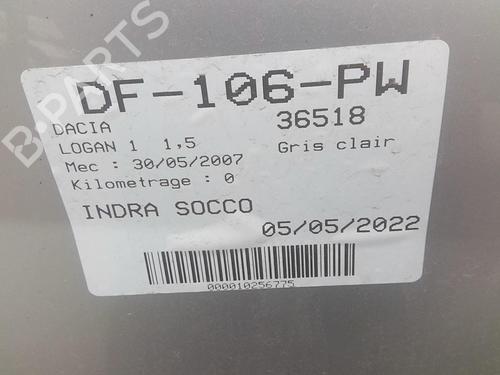 B-PARTS
DF-106-PW
DACIA 36518
LOGAN 1 1,5 Gris clair
Mec : 30/05/2007
Kilometrage : 0
INDRA SOCCO
05/05/2022
000010256775